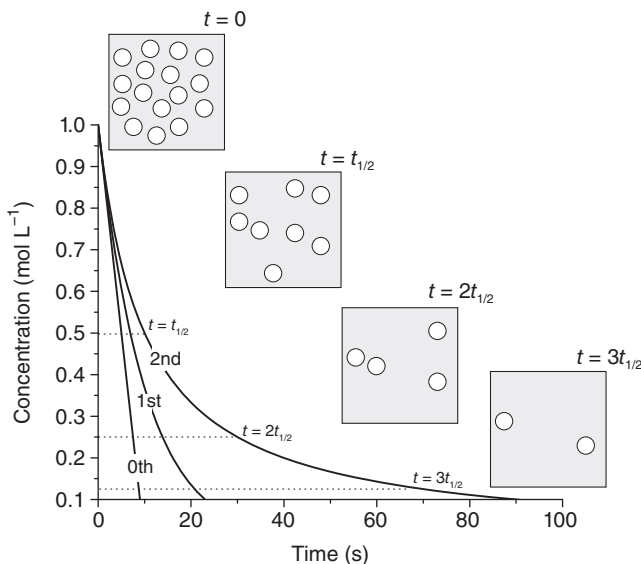 t = 0
t = t1/2
t = 2t1/2
t = 3t1/2
Concentration (mol L−1)
1.0
0.9
0.8
0.7
0.6
0.5
0.4
0.3
0.2
0.1
t = t1/2
2nd
1st
t = 2t1/2
0th
t = 3t1/2
0 20 40 60 80 100
Time (s)